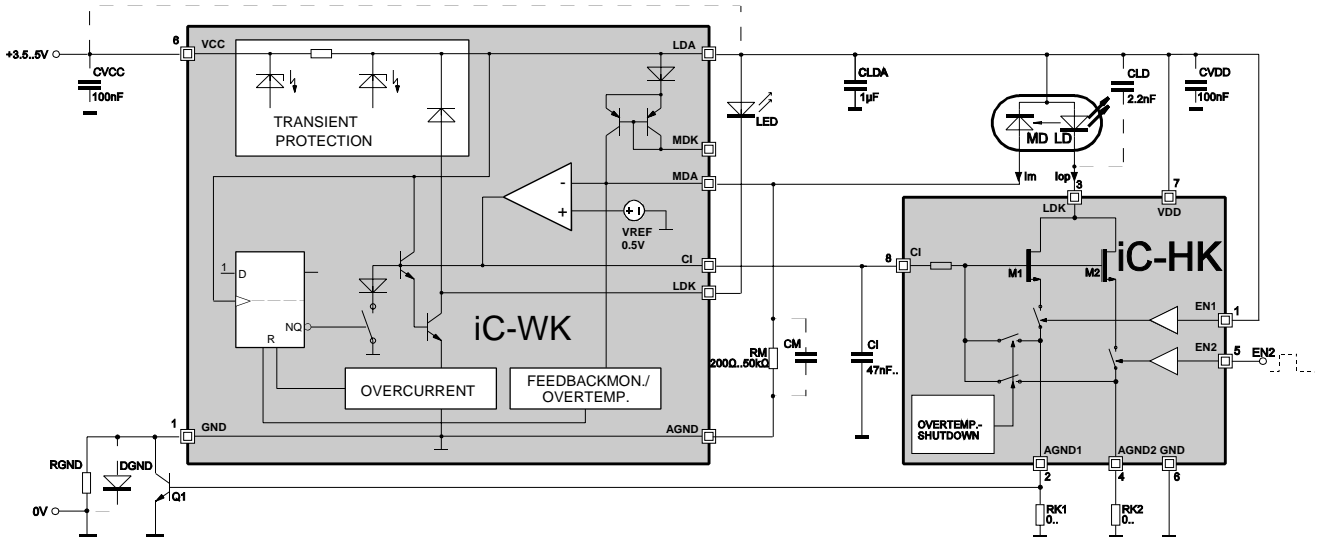 +3.5..5V
CVCC
100nF
6
VCC
TRANSIENT
PROTECTION
LDA
MDK
MDA
-
+
VREF
0.5V
CI
LDK
1
D
NQ
R
iC-WK
OVERCURRENT
FEEDBACKMON./
OVERTEMP.
1
GND
AGND
RGND
DGND
Q1
0V
LED
CLDA
1µF
RM
200Ω..50kΩ
CM
CI
47nF..
MD LD
CLD
2.2nF
CVDD
100nF
Im
Iop
3
LDK
7
VDD
iC-HK
8
CI
M1
M2
EN1
1
EN2
5
EN2
OVERTEMP.-
SHUTDOWN
AGND1
AGND2 GND
2
4
6
RK1
0..
RK2
0..